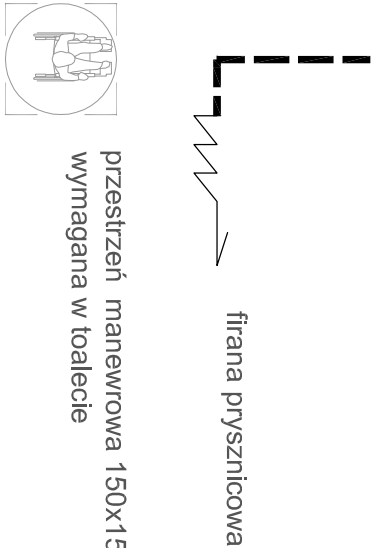 firana prysznicowa
przestrzeń manewrowa 150x15
wymagana w toalecie